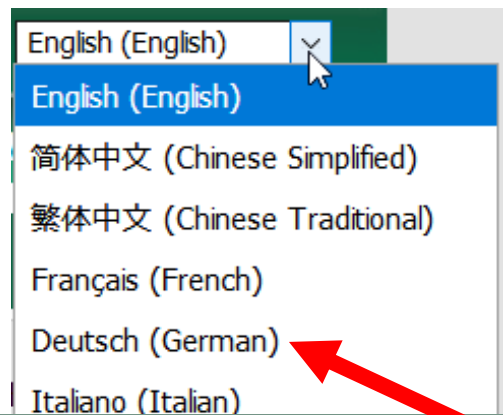 English (English)
English (English)
简体中文 (Chinese Simplified)
繁体中文 (Chinese Traditional)
Français (French)
Deutsch (German)
Italiano (Italian)